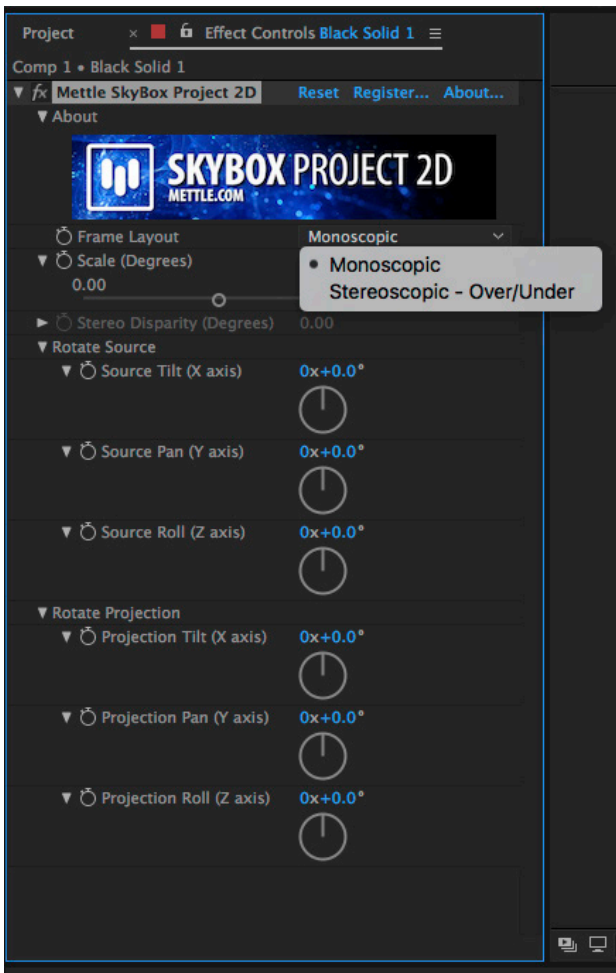 Project × Effect Controls Black Solid 1
Comp 1 • Black Solid 1
fx Mettle SkyBox Project 2D Reset Register... About...
About
SKYBOX PROJECT 2D
METTLE.COM
Frame Layout Monoscopic
Scale (Degrees)
• Monoscopic
0.00
Stereoscopic - Over/Under
Stereo Disparity (Degrees) 0.00
Rotate Source
Source Tilt (X axis) 0x+0.0°
Source Pan (Y axis) 0x+0.0°
Source Roll (Z axis) 0x+0.0°
Rotate Projection
Projection Tilt (X axis) 0x+0.0°
Projection Pan (Y axis) 0x+0.0°
Projection Roll (Z axis) 0x+0.0°